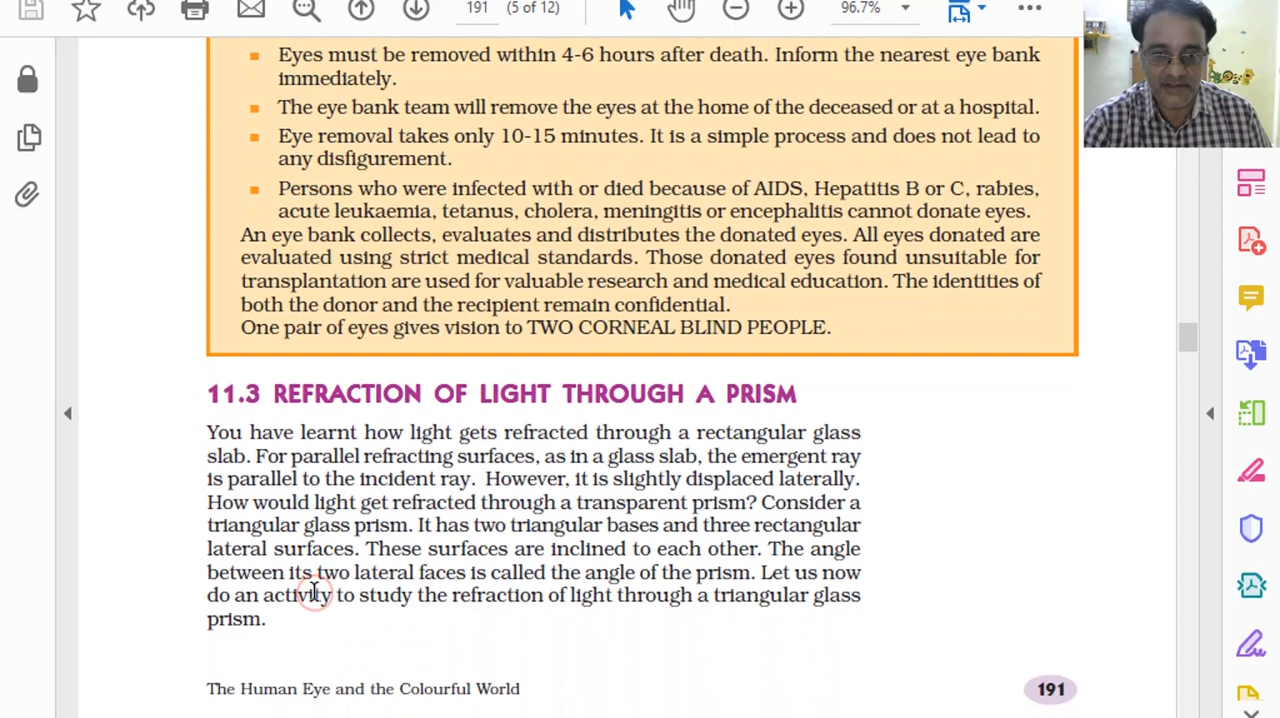 191 (5 of 12) 96.7%
Eyes must be removed within 4-6 hours after death. Inform the nearest eye bank
immediately.
The eye bank team will remove the eyes at the home of the deceased or at a hospital.
Eye removal takes only 10-15 minutes. It is a simple process and does not lead to
any disfigurement.
Persons who were infected with or died because of AIDS, Hepatitis B or C, rabies,
acute leukaemia, tetanus, cholera, meningitis or encephalitis cannot donate eyes.
An eye bank collects, evaluates and distributes the donated eyes. All eyes donated are
evaluated using strict medical standards. Those donated eyes found unsuitable for
transplantation are used for valuable research and medical education. The identities of
both the donor and the recipient remain confidential.
One pair of eyes gives vision to TWO CORNEAL BLIND PEOPLE.
11.3 REFRACTION OF LIGHT THROUGH A PRISM
You have learnt how light gets refracted through a rectangular glass
slab. For parallel refracting surfaces, as in a glass slab, the emergent ray
is parallel to the incident ray. However, it is slightly displaced laterally.
How would light get refracted through a transparent prism? Consider a
triangular glass prism. It has two triangular bases and three rectangular
lateral surfaces. These surfaces are inclined to each other. The angle
between its two lateral faces is called the angle of the prism. Let us now
do an activity to study the refraction of light through a triangular glass
prism.
The Human Eye and the Colourful World 191